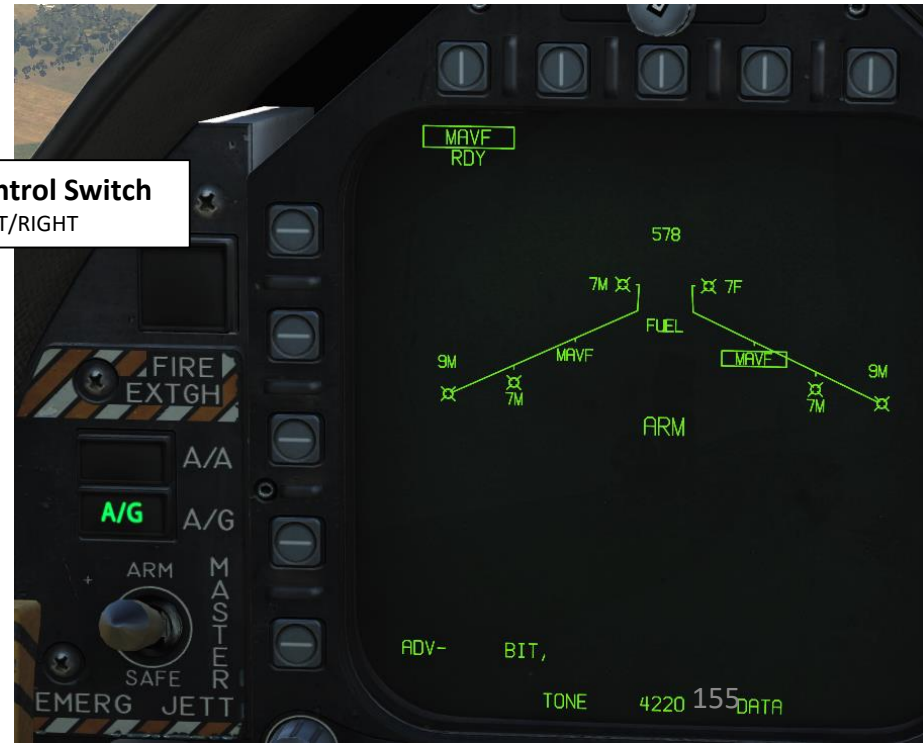 MAVF
RDY
ntrol Switch
T/RIGHT
578
7M
7F
FUEL
9M
MAVF
MAVF
9M
7M
7M
ARM
FIRE
EXTGH
A/A
A/G
A/G
ARM
MASTER
SAFE
EMERG JETT
ADV-
BIT,
TONE
4220
155
DATA